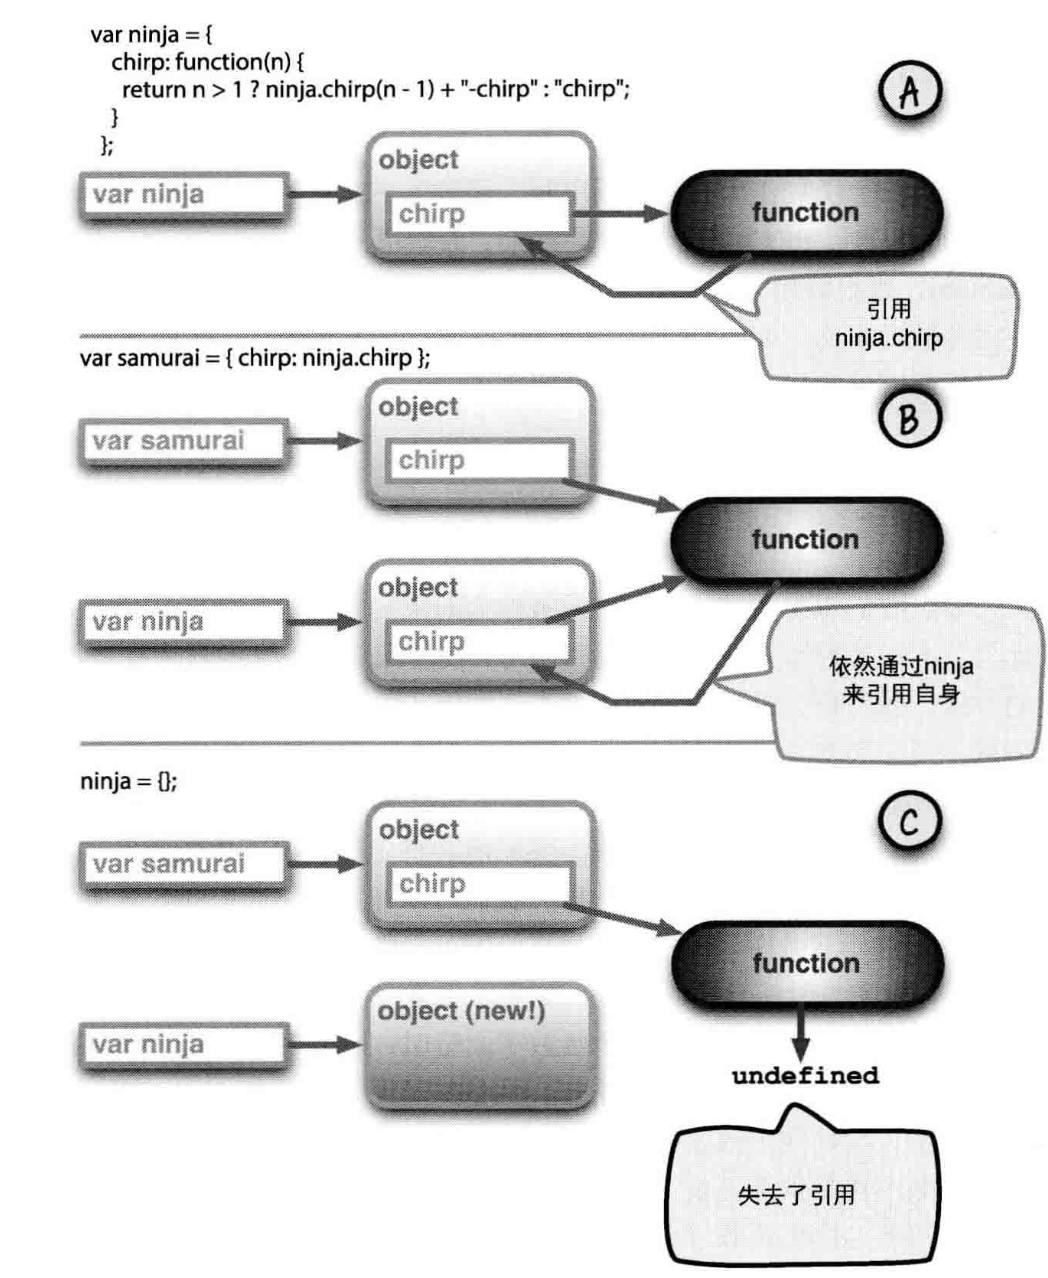 var ninja = {
chirp: function(n) {
return n > 1 ? ninja.chirp(n - 1) + "-chirp" : "chirp";
}
};
A
object
var ninja
chirp
function
引用
ninja.chirp
var samurai = { chirp: ninja.chirp };
B
object
var samurai
chirp
function
object
var ninja
chirp
依然通过ninja
来引用自身
ninja = {};
C
object
var samurai
chirp
function
object (new!)
var ninja
undefined
失去了引用